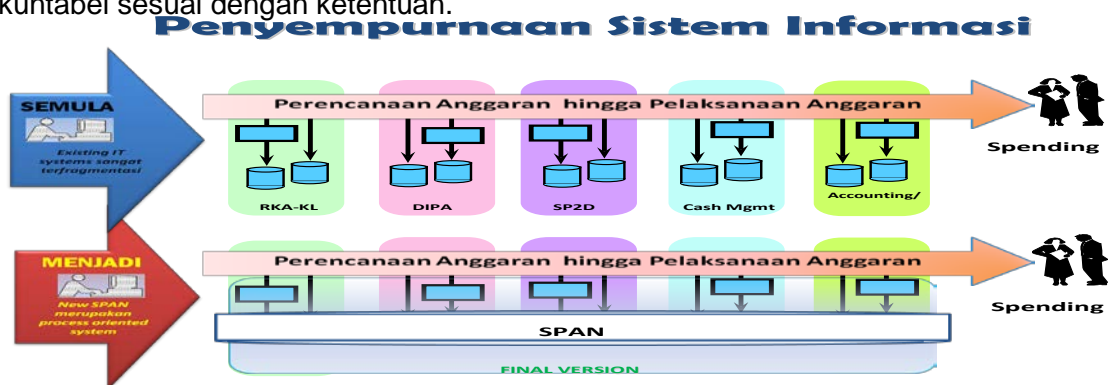 kuntabel sesuai dengan ketentuan.
Penyempurnaan Sistem Informasi
SEMULA
Existing IT
systems sangat
terfragmentasi
Perencanaan Anggaran hingga Pelaksanaan Anggaran
Spending
RKA-KL
DIPA
SP2D
Cash Mgmt
Accounting/
MENJADI
New SPAN
merupakan
process oriented
system
Perencanaan Anggaran hingga Pelaksanaan Anggaran
Spending
SPAN
FINAL VERSION